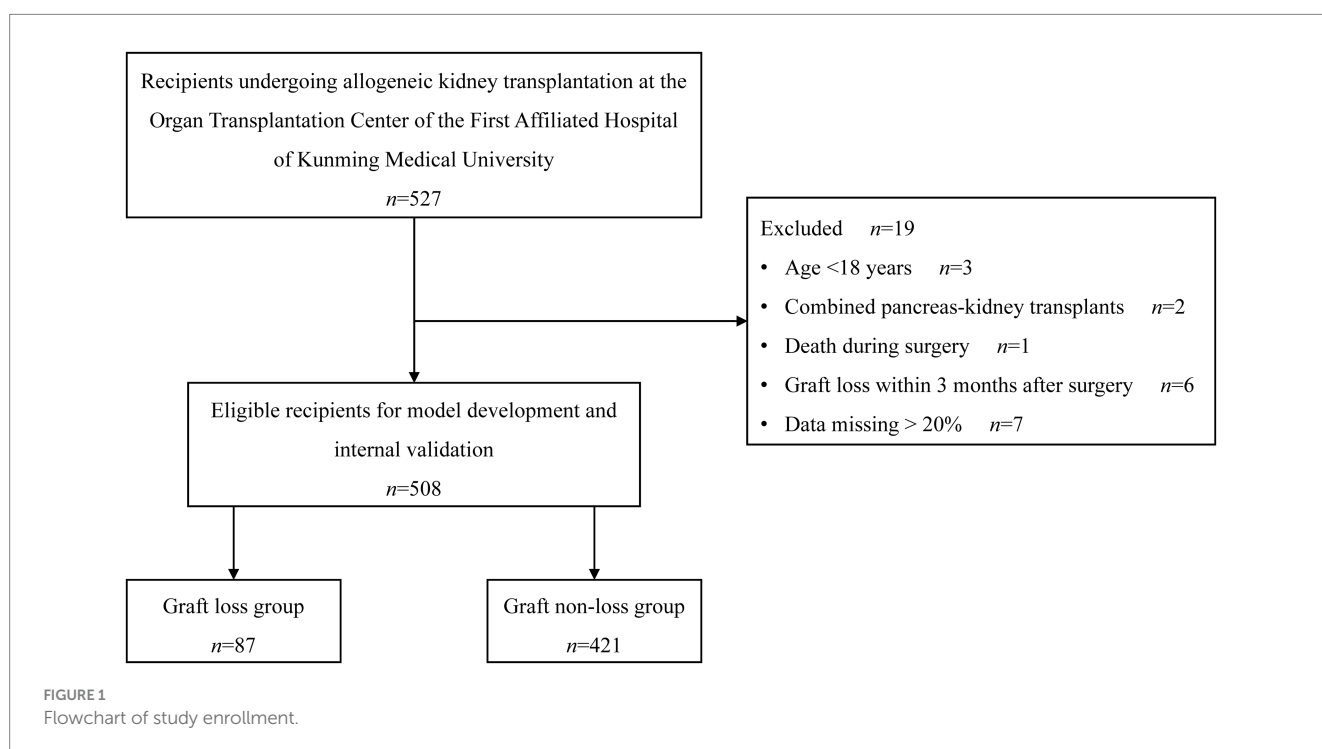 Recipients undergoing allogeneic kidney transplantation at the
Organ Transplantation Center of the First Affiliated Hospital
of Kunming Medical University
n=527
Excluded n=19
• Age <18 years n=3
• Combined pancreas-kidney transplants n=2
• Death during surgery n=1
• Graft loss within 3 months after surgery n=6
• Data missing > 20% n=7
Eligible recipients for model development and
internal validation
n=508
Graft loss group
n=87
Graft non-loss group
n=421
FIGURE 1
Flowchart of study enrollment.